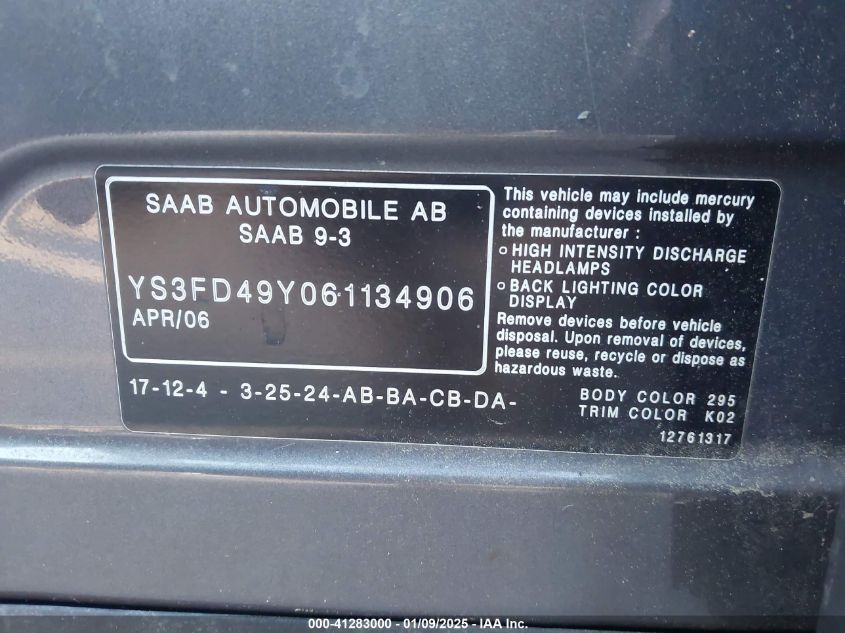 SAAB AUTOMOBILE AB
SAAB 9-3
YS3FD49Y061134906
APR/06
17-12-4 - 3-25-24-AB-BA-CB-DA-
This vehicle may include mercury
containing devices installed by
the manufacturer :
o HIGH INTENSITY DISCHARGE
HEADLAMPS
o BACK LIGHTING COLOR
DISPLAY
Remove devices before vehicle
disposal. Upon removal of devices,
please reuse, recycle or dispose as
hazardous waste.
BODY COLOR 295
TRIM COLOR K02
12761317
000-41283000 / 01/09/2025 - IAA Inc.